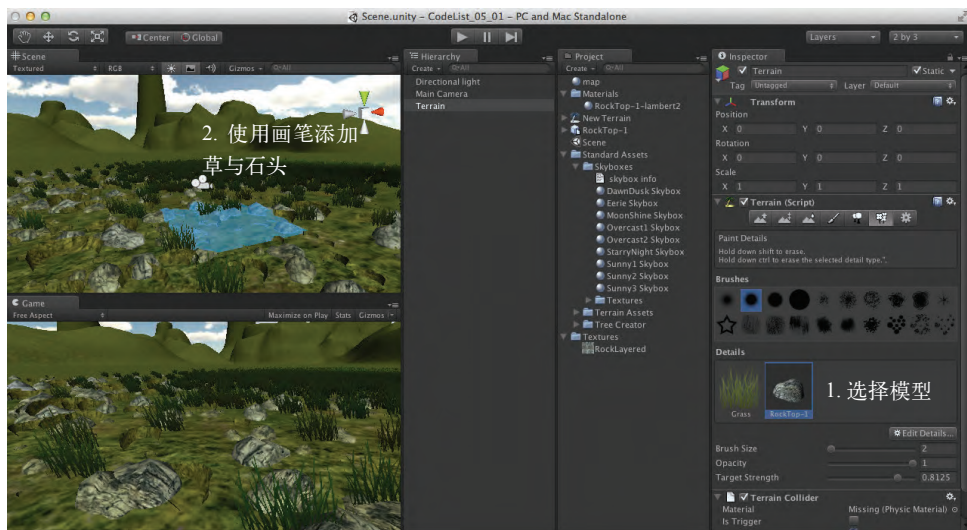 Scene.unity – CodeList_05_01 – PC and Mac Standalone
Center Global
Layers 2 by 3
Scene
Textured RGB Gizmos All
2. 使用画笔添加
草与石头
Game
Free Aspect Maximize on Play Stats Gizmos
Hierarchy
Create All
Directional light
Main Camera
Terrain
Project
Create All
map
Materials
RockTop-1-lambert2
New Terrain
RockTop-1
Scene
Standard Assets
Skyboxes
skybox info
DawnDusk Skybox
Eerie Skybox
MoonShine Skybox
Overcast1 Skybox
Overcast2 Skybox
StarryNight Skybox
Sunny1 Skybox
Sunny2 Skybox
Sunny3 Skybox
Textures
Terrain Assets
Tree Creator
Textures
RockLayered
Inspector
Terrain Static
Tag Untagged Layer Default
Transform
Position
X 0 Y 0 Z 0
Rotation
X 0 Y 0 Z 0
Scale
X 1 Y 1 Z 1
Terrain (Script)
Paint Details
Hold down shift to erase.
Hold down ctrl to erase the selected detail type.".
Brushes
Details
Grass RockTop-1
1. 选择模型
Edit Details...
Brush Size 2
Opacity 1
Target Strength 0.8125
Terrain Collider
Material Missing (Physic Material)
Is Trigger